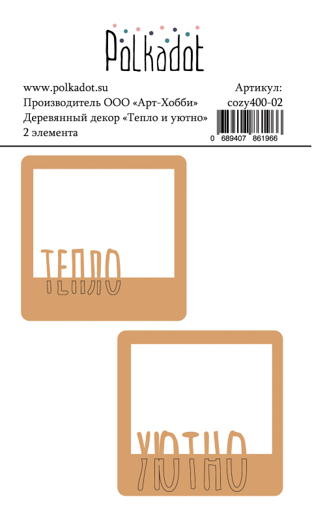 Polkadot
www.polkadot.su
Артикул:
Производитель ООО «Арт-Хобби»
cozy400-02
Деревянный декор «Тепло и уютно»
2 элемента
0 689407 861966
ТЕПЛО
УЮТНО